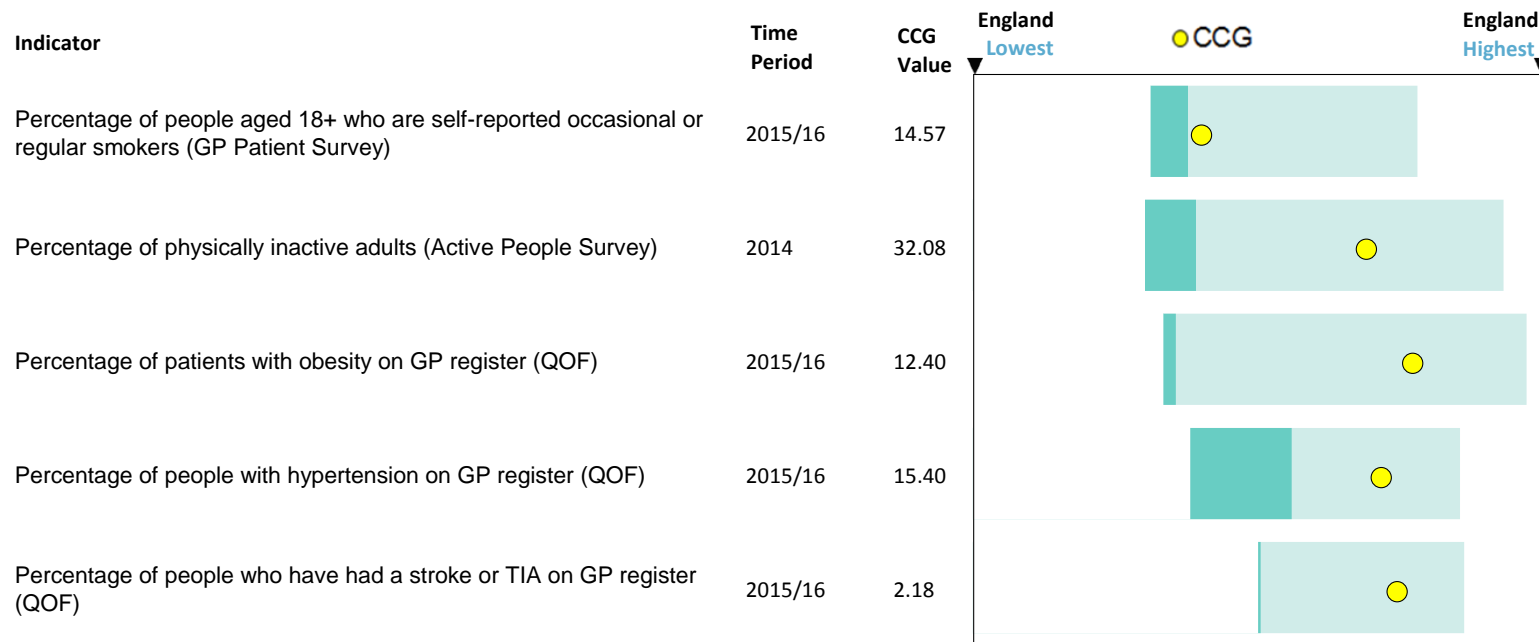 Indicator
Time
Period
CCG
Value
England
Lowest
CCG
England
Highest
Percentage of people aged 18+ who are self-reported occasional or
regular smokers (GP Patient Survey)
2015/16
14.57
Percentage of physically inactive adults (Active People Survey)
2014
32.08
Percentage of patients with obesity on GP register (QOF)
2015/16
12.40
Percentage of people with hypertension on GP register (QOF)
2015/16
15.40
Percentage of people who have had a stroke or TIA on GP register
(QOF)
2015/16
2.18